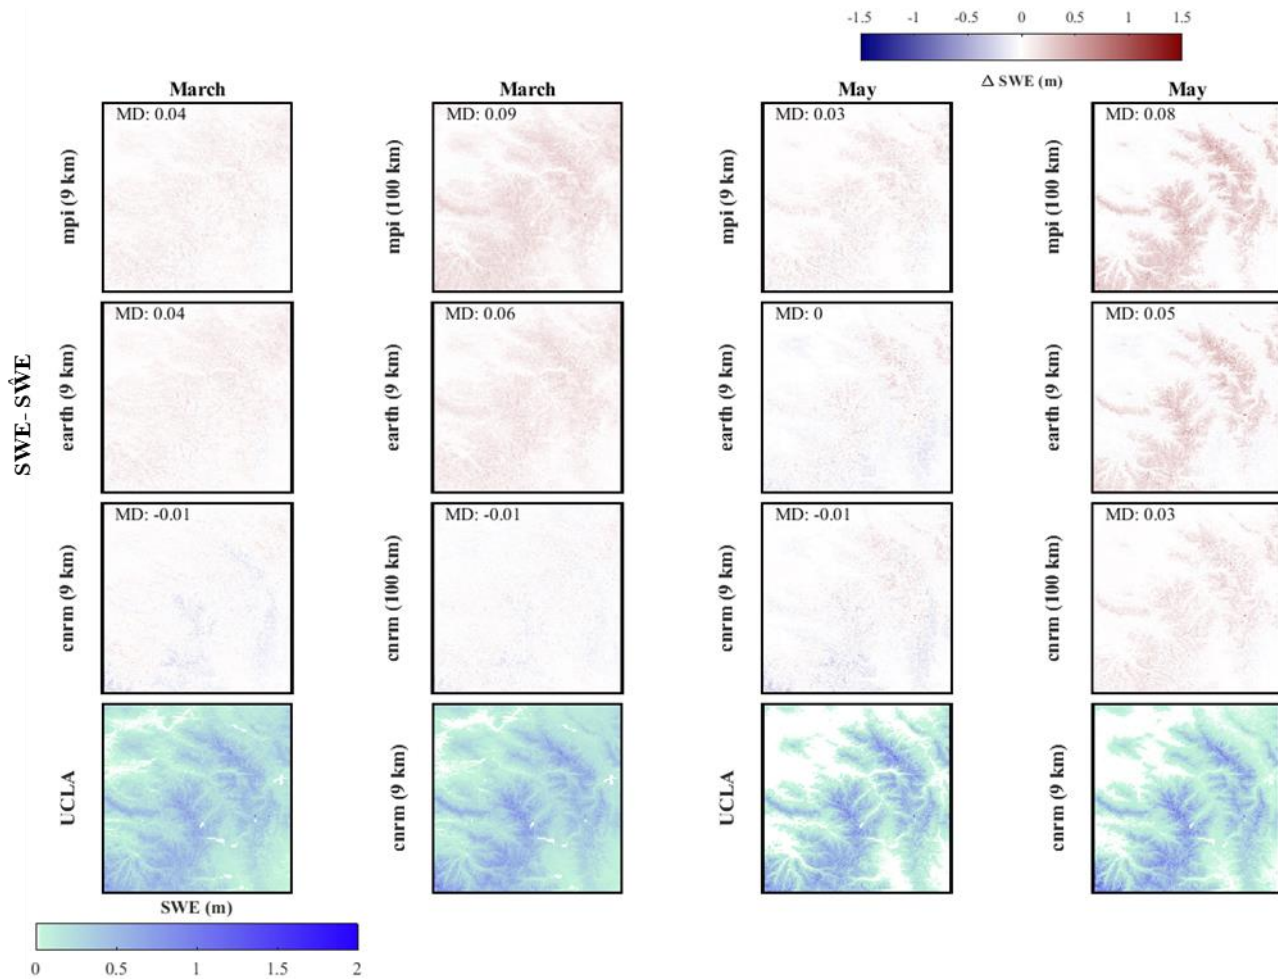 -1.5 -1 -0.5 0 0.5 1 1.5
△ SWE (m)
March March May May
MD: 0.04 MD: 0.09 MD: 0.03 MD: 0.08
mpi (9 km) mpi (100 km) mpi (9 km) mpi (100 km)
MD: 0.04 MD: 0.06 MD: 0 MD: 0.05
SWE - SŴE
earth (9 km) earth (9 km) earth (9 km) earth (9 km)
MD: -0.01 MD: -0.01 MD: -0.01 MD: 0.03
cnrm (9 km) cnrm (100 km) cnrm (9 km) cnrm (100 km)
UCLA cnrm (9 km) UCLA cnrm (9 km)
SWE (m)
0 0.5 1 1.5 2